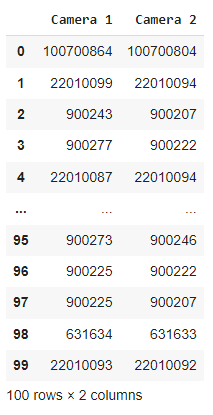 Camera 1 Camera 2
0 100700864 100700804
1 22010099 22010094
2 900243 900207
3 900277 900222
4 22010087 22010094
... ... ...
95 900273 900246
96 900225 900222
97 900225 900207
98 631634 631633
99 22010093 22010092
100 rows × 2 columns